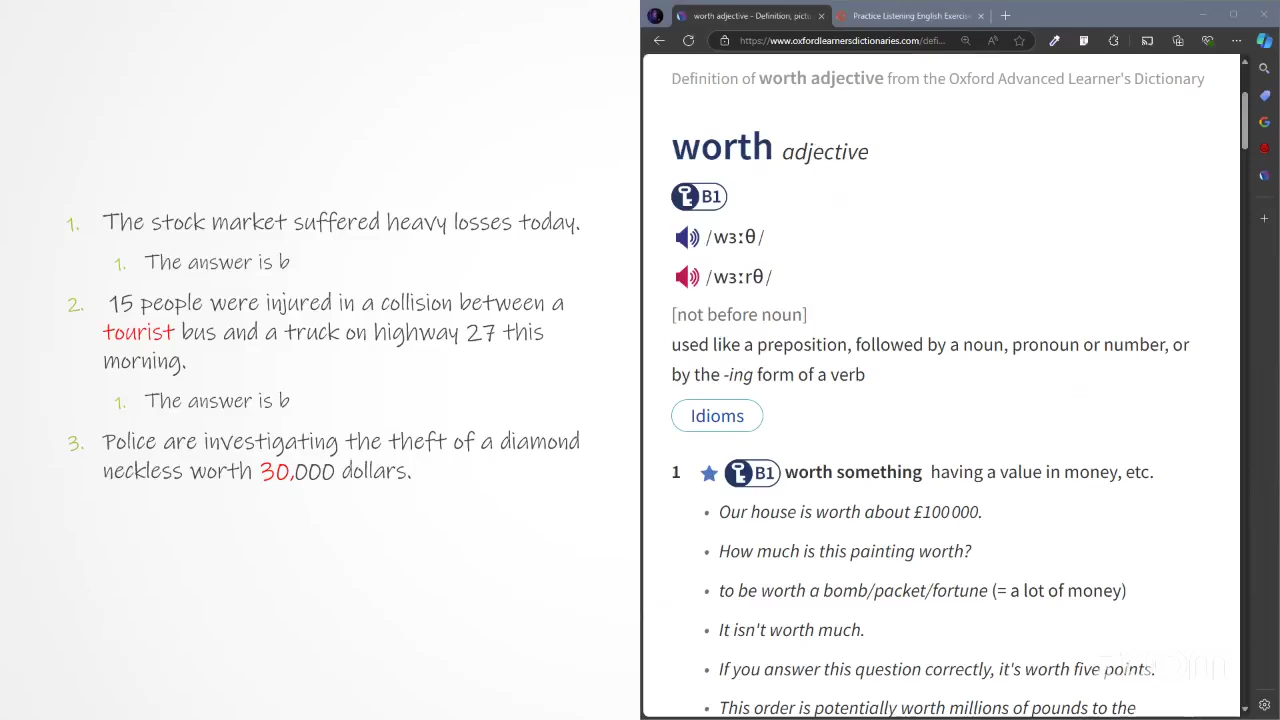 1. The stock market suffered heavy losses today.
1. The answer is b
2. 15 people were injured in a collision between a
tourist bus and a truck on highway 27 this
morning.
1. The answer is b
3. Police are investigating the theft of a diamond
neckless worth 30,000 dollars.
worth adjective - Definition, pictu
Practice Listening English Exercis
https://www.oxfordlearnersdictionaries.com/defi...
Definition of worth adjective from the Oxford Advanced Learner's Dictionary
worth adjective
B1
/wɜːθ/
/wɜːrθ/
[not before noun]
used like a preposition, followed by a noun, pronoun or number, or
by the -ing form of a verb
Idioms
1 B1 worth something having a value in money, etc.
• Our house is worth about £100 000.
• How much is this painting worth?
• to be worth a bomb/packet/fortune (= a lot of money)
• It isn't worth much.
• If you answer this question correctly, it's worth five points.
• This order is potentially worth millions of pounds to the